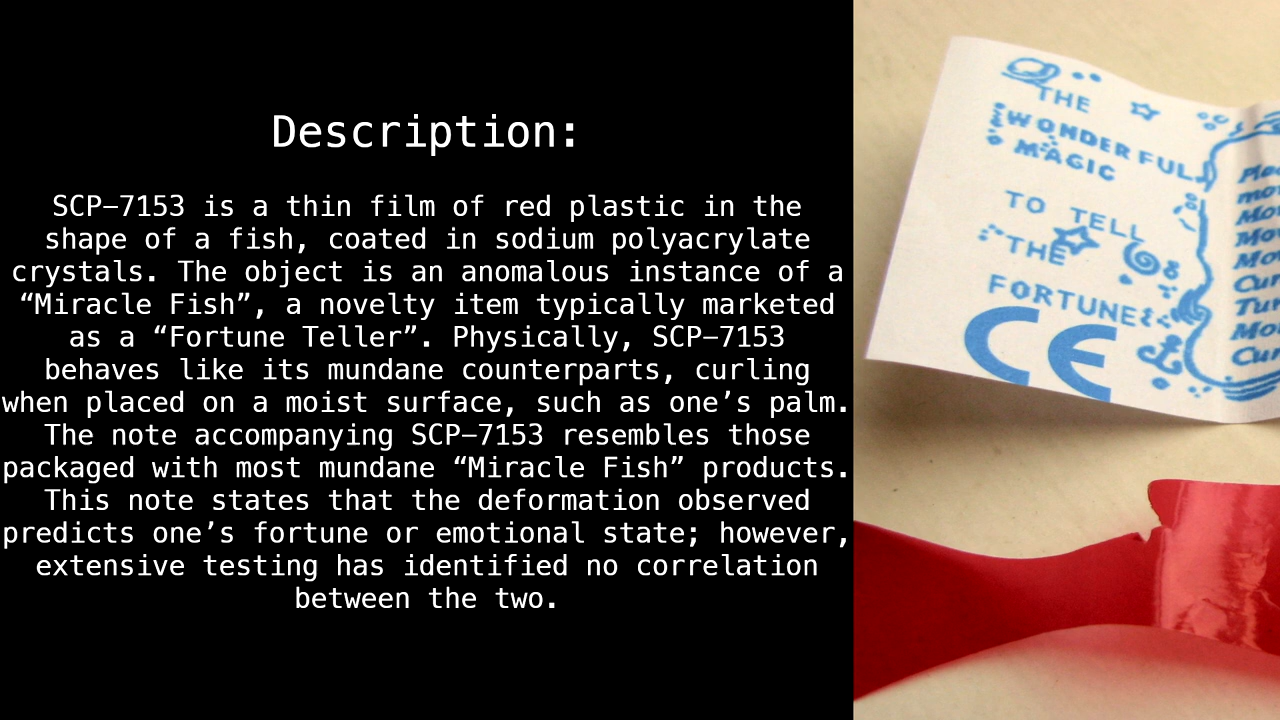 Description:
SCP–7153 is a thin film of red plastic in the
shape of a fish, coated in sodium polyacrylate
crystals. The object is an anomalous instance of a
“Miracle Fish”, a novelty item typically marketed
as a “Fortune Teller”. Physically, SCP–7153
behaves like its mundane counterparts, curling
when placed on a moist surface, such as one’s palm.
The note accompanying SCP–7153 resembles those
packaged with most mundane “Miracle Fish” products.
This note states that the deformation observed
predicts one’s fortune or emotional state; however,
extensive testing has identified no correlation
between the two.
THE
WONDERFUL
MAGIC
TO TELL
THE
FORTUNE
CE